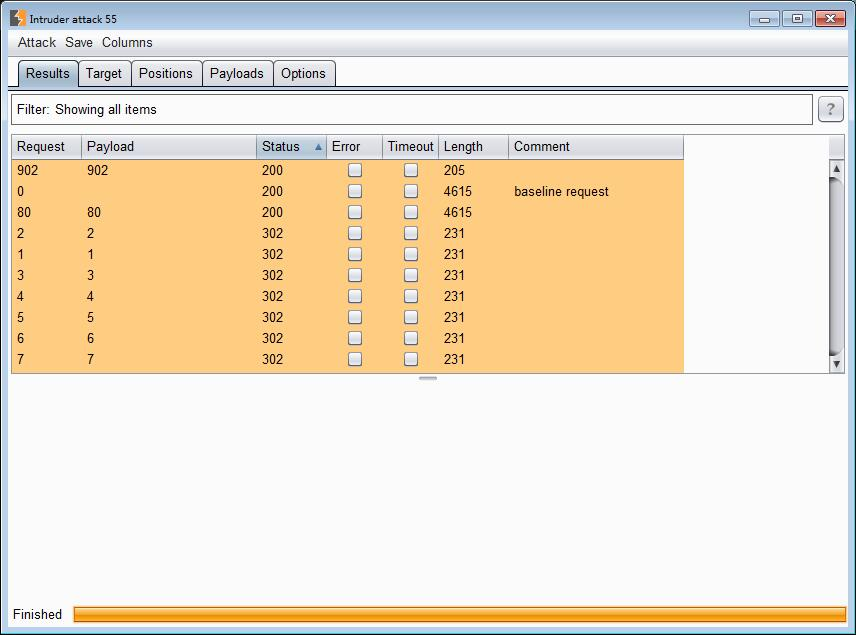 Intruder attack 55
Attack Save Columns
Results Target Positions Payloads Options
Filter: Showing all items
?
Request Payload Status Error Timeout Length Comment
902 902 200 205
0 200 4615 baseline request
80 80 200 4615
2 2 302 231
1 1 302 231
3 3 302 231
4 4 302 231
5 5 302 231
6 6 302 231
7 7 302 231
Finished